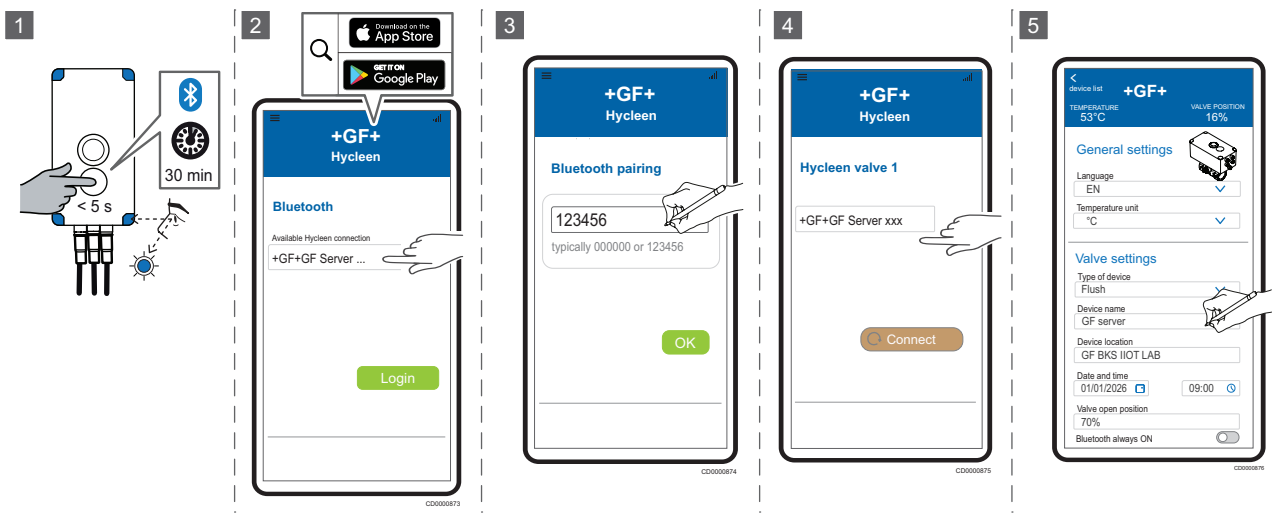 1
30 min
< 5 s
2
Download on the
App Store
GET IT ON
Google Play
+GF+
Hycleen
Bluetooth
Available Hycleen connection
+GF+GF Server ...
Login
CD0000873
3
+GF+
Hycleen
Bluetooth pairing
123456
typically 000000 or 123456
OK
CD0000874
4
+GF+
Hycleen
Hycleen valve 1
+GF+GF Server xxx
Connect
CD0000875
5
device list
+GF+
TEMPERATURE
53°C
VALVE POSITION
16%
General settings
Language
EN
Temperature unit
°C
Valve settings
Type of device
Flush
Device name
GF server
Device location
GF BKS IIOT LAB
Date and time
01/01/2026 09:00
Valve open position
70%
Bluetooth always ON
CD0000876